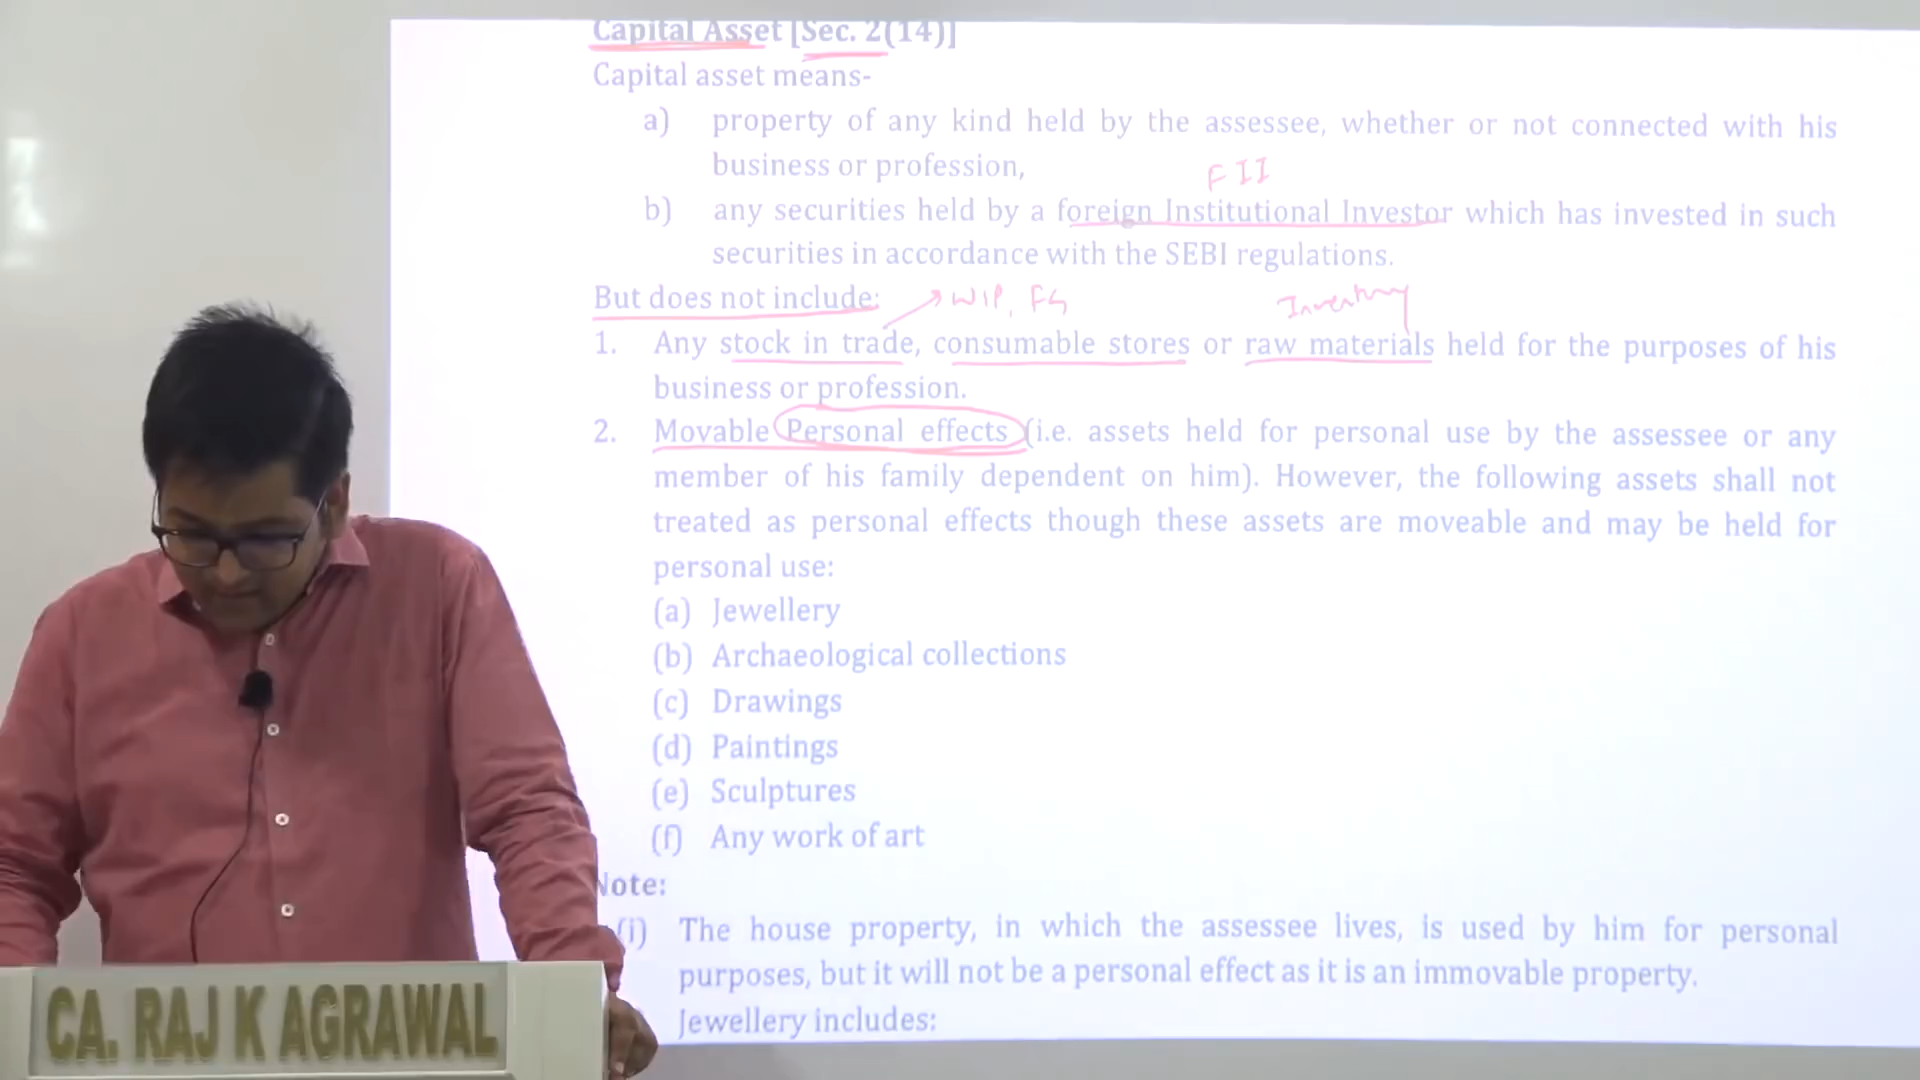 Capital Asset [Sec. 2(14)]
Capital asset means-
a) property of any kind held by the assessee, whether or not connected with his
business or profession,
FII
b) any securities held by a foreign Institutional Investor which has invested in such
securities in accordance with the SEBI regulations.
But does not include: WIP, FG Inventory
1. Any stock in trade, consumable stores or raw materials held for the purposes of his
business or profession.
2. Movable Personal effects (i.e. assets held for personal use by the assessee or any
member of his family dependent on him). However, the following assets shall not
treated as personal effects though these assets are moveable and may be held for
personal use:
(a) Jewellery
(b) Archaeological collections
(c) Drawings
(d) Paintings
(e) Sculptures
(f) Any work of art
Note:
(i) The house property, in which the assessee lives, is used by him for personal
purposes, but it will not be a personal effect as it is an immovable property.
Jewellery includes:
CA. RAJ K AGRAWAL